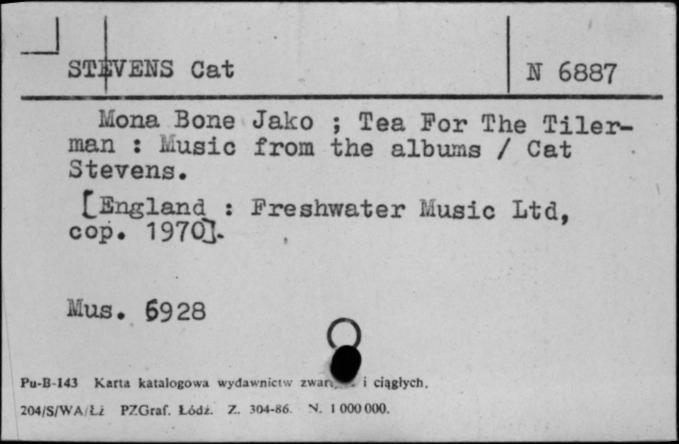 STEVENS Cat
N 6887
Mona Bone Jako ; Tea For The Tiler-
man : Music from the albums / Cat
Stevens.
[England : Freshwater Music Ltd,
cop. 1970].
Mus. 6928
Pu-B-143 Karta katalogowa wydawnictw i ciągłych.
204/S/WA/Łż PZGraf. Łódź. Z. 304-86. N. 1 000 000.